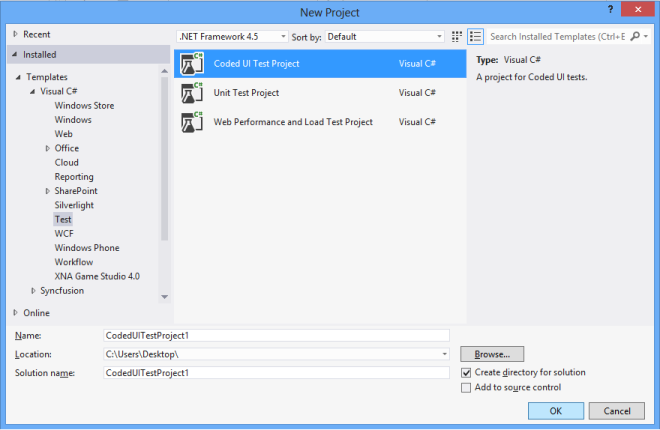 New Project
?
Recent
Installed
.NET Framework 4.5
Sort by: Default
Search Installed Templates (Ctrl+E
Templates
Visual C#
Windows Store
Windows
Web
Office
Cloud
Reporting
SharePoint
Silverlight
Test
WCF
Windows Phone
Workflow
XNA Game Studio 4.0
Syncfusion
Online
C# Coded UI Test Project Visual C#
C# Unit Test Project Visual C#
C# Web Performance and Load Test Project Visual C#
Type: Visual C#
A project for Coded UI tests.
Name: CodedUITestProject1
Location: C:\Users\Desktop\
Browse...
Solution name: CodedUITestProject1
Create directory for solution
Add to source control
OK Cancel